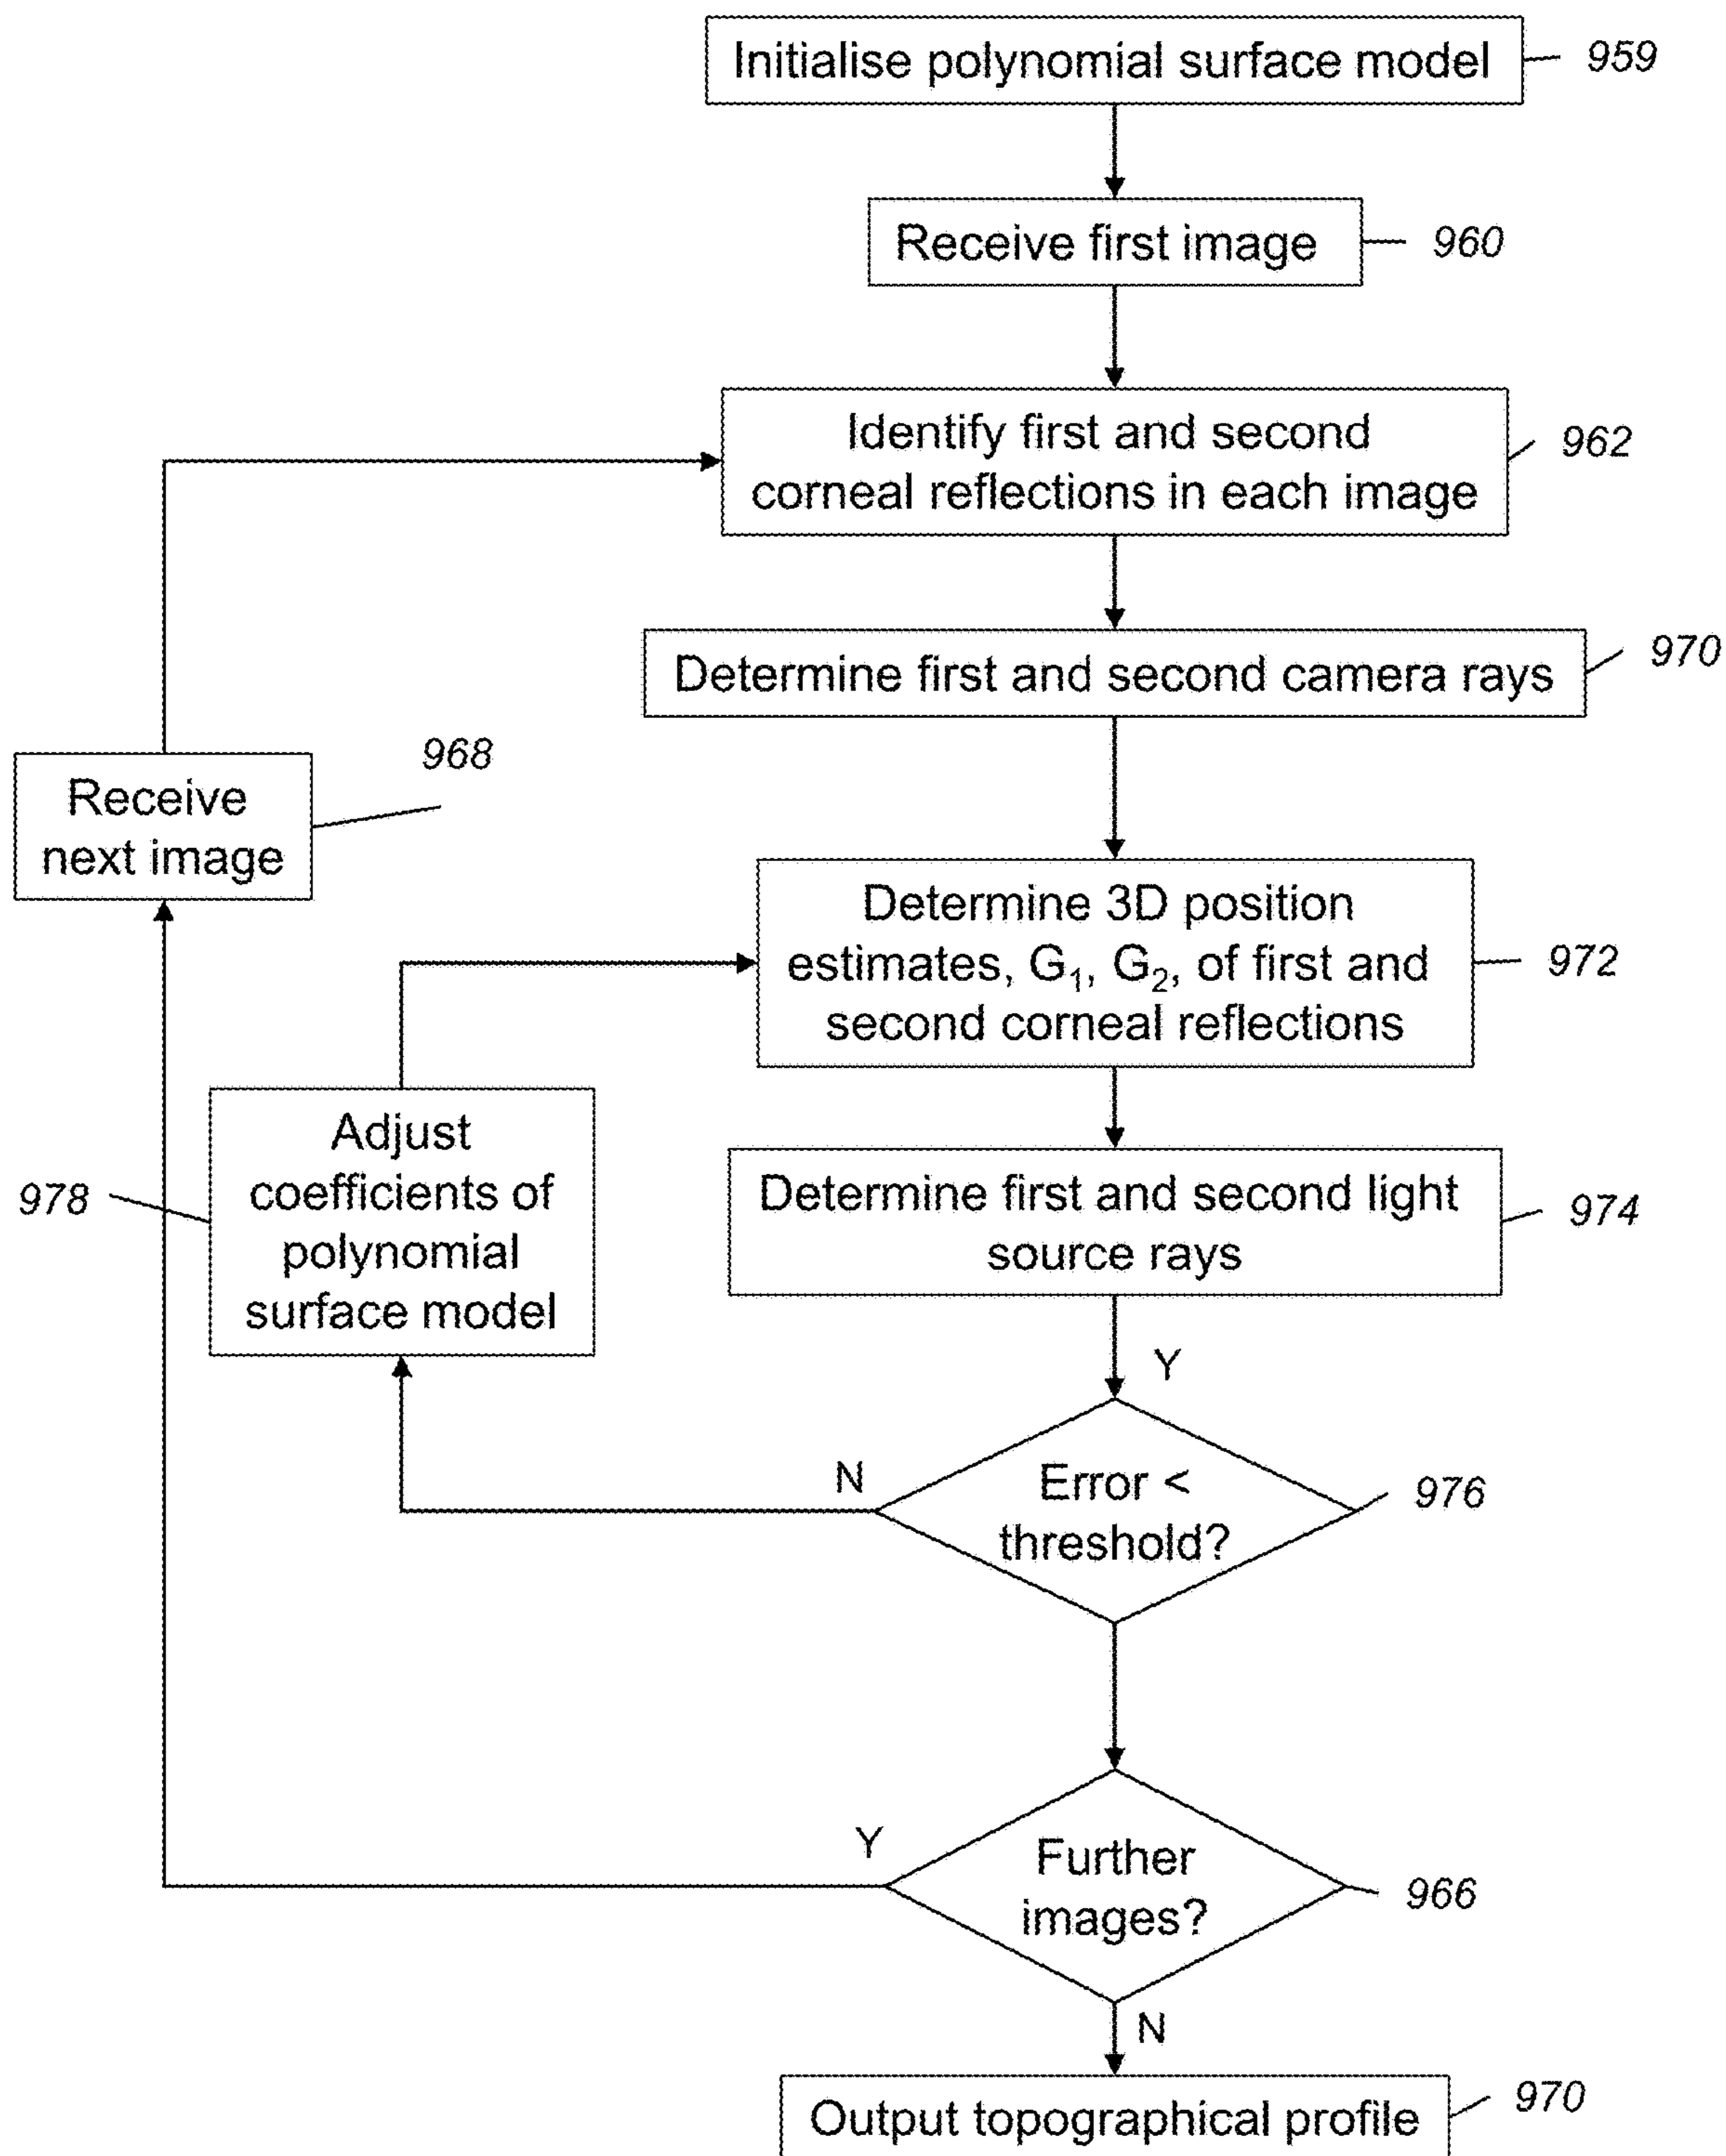 Initialise polynomial surface model
959
Receive first image
960
Identify first and second
corneal reflections in each image
962
Determine first and second camera rays
970
Receive
next image
968
Determine 3D position
estimates, G₁, G₂, of first and
second corneal reflections
972
Adjust
coefficients of
polynomial
surface model
978
Determine first and second light
source rays
974
Y
Error <
threshold?
N
976
Further
images?
Y
966
N
Output topographical profile
970